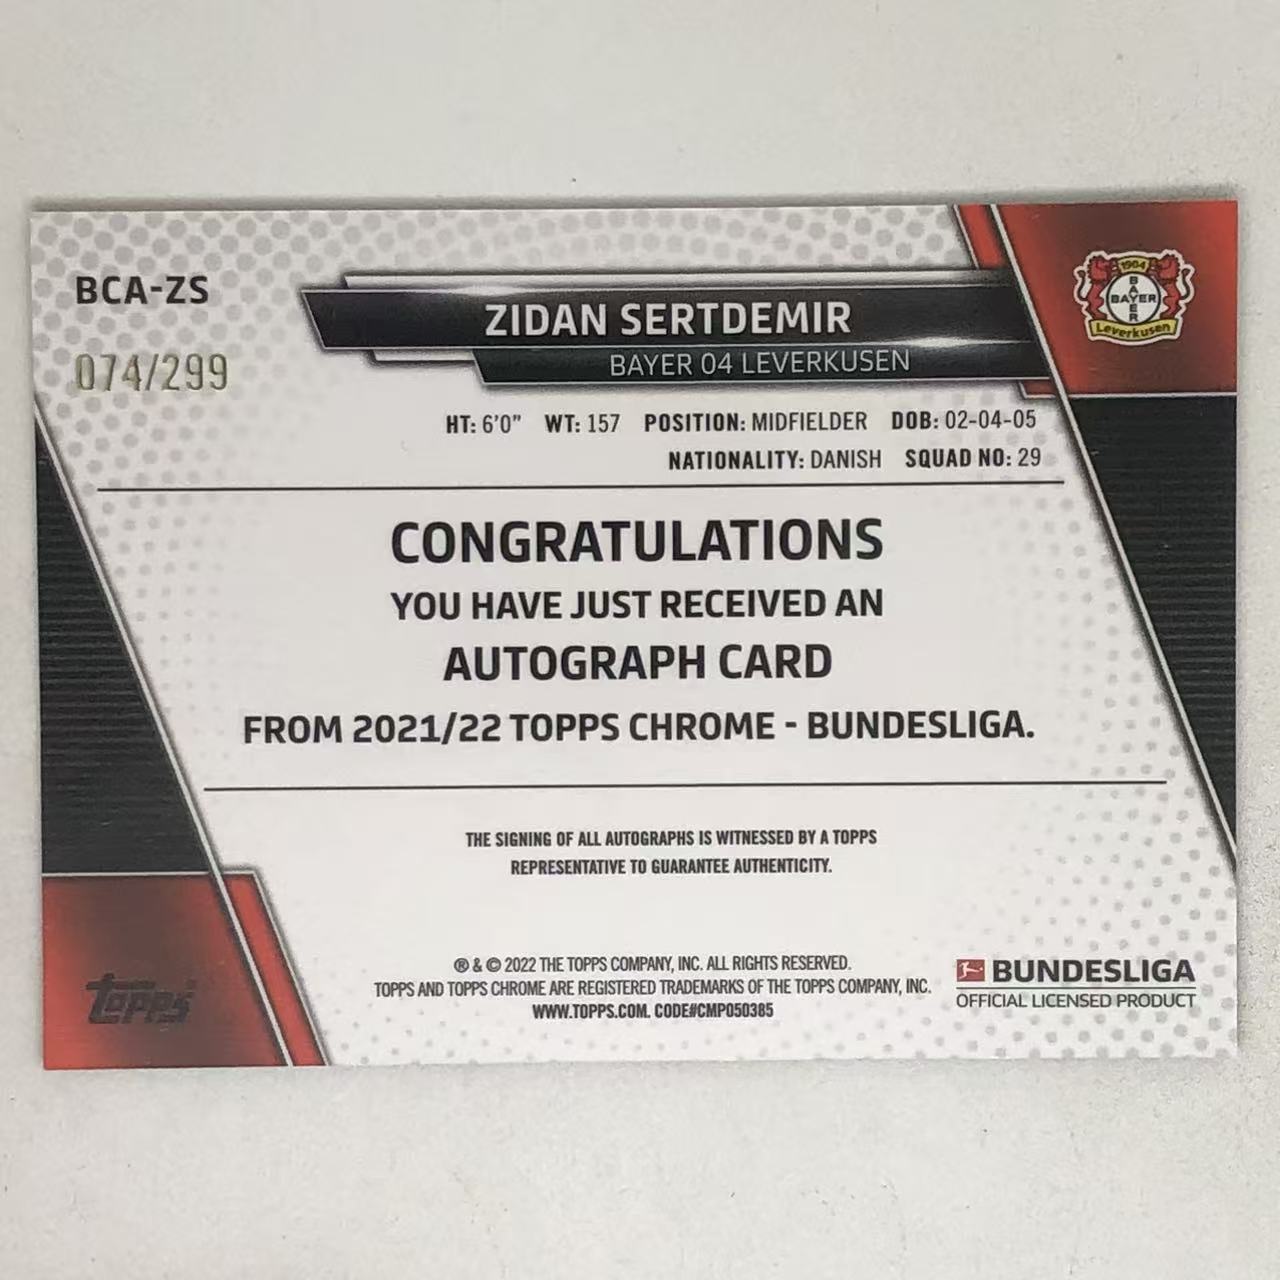 BCA-ZS
074/299
ZIDAN SERTDEMIR
BAYER 04 LEVERKUSEN
1904
BAYER
BAYER
Leverkusen
HT: 6'0" WT: 157 POSITION: MIDFIELDER DOB: 02-04-05
NATIONALITY: DANISH SQUAD NO: 29
CONGRATULATIONS
YOU HAVE JUST RECEIVED AN
AUTOGRAPH CARD
FROM 2021/22 TOPPS CHROME - BUNDESLIGA.
THE SIGNING OF ALL AUTOGRAPHS IS WITNESSED BY A TOPPS
REPRESENTATIVE TO GUARANTEE AUTHENTICITY.
topps
® & © 2022 THE TOPPS COMPANY, INC. ALL RIGHTS RESERVED.
TOPPS AND TOPPS CHROME ARE REGISTERED TRADEMARKS OF THE TOPPS COMPANY, INC.
WWW.TOPPS.COM. CODE#CMP050385
BUNDESLIGA
OFFICIAL LICENSED PRODUCT